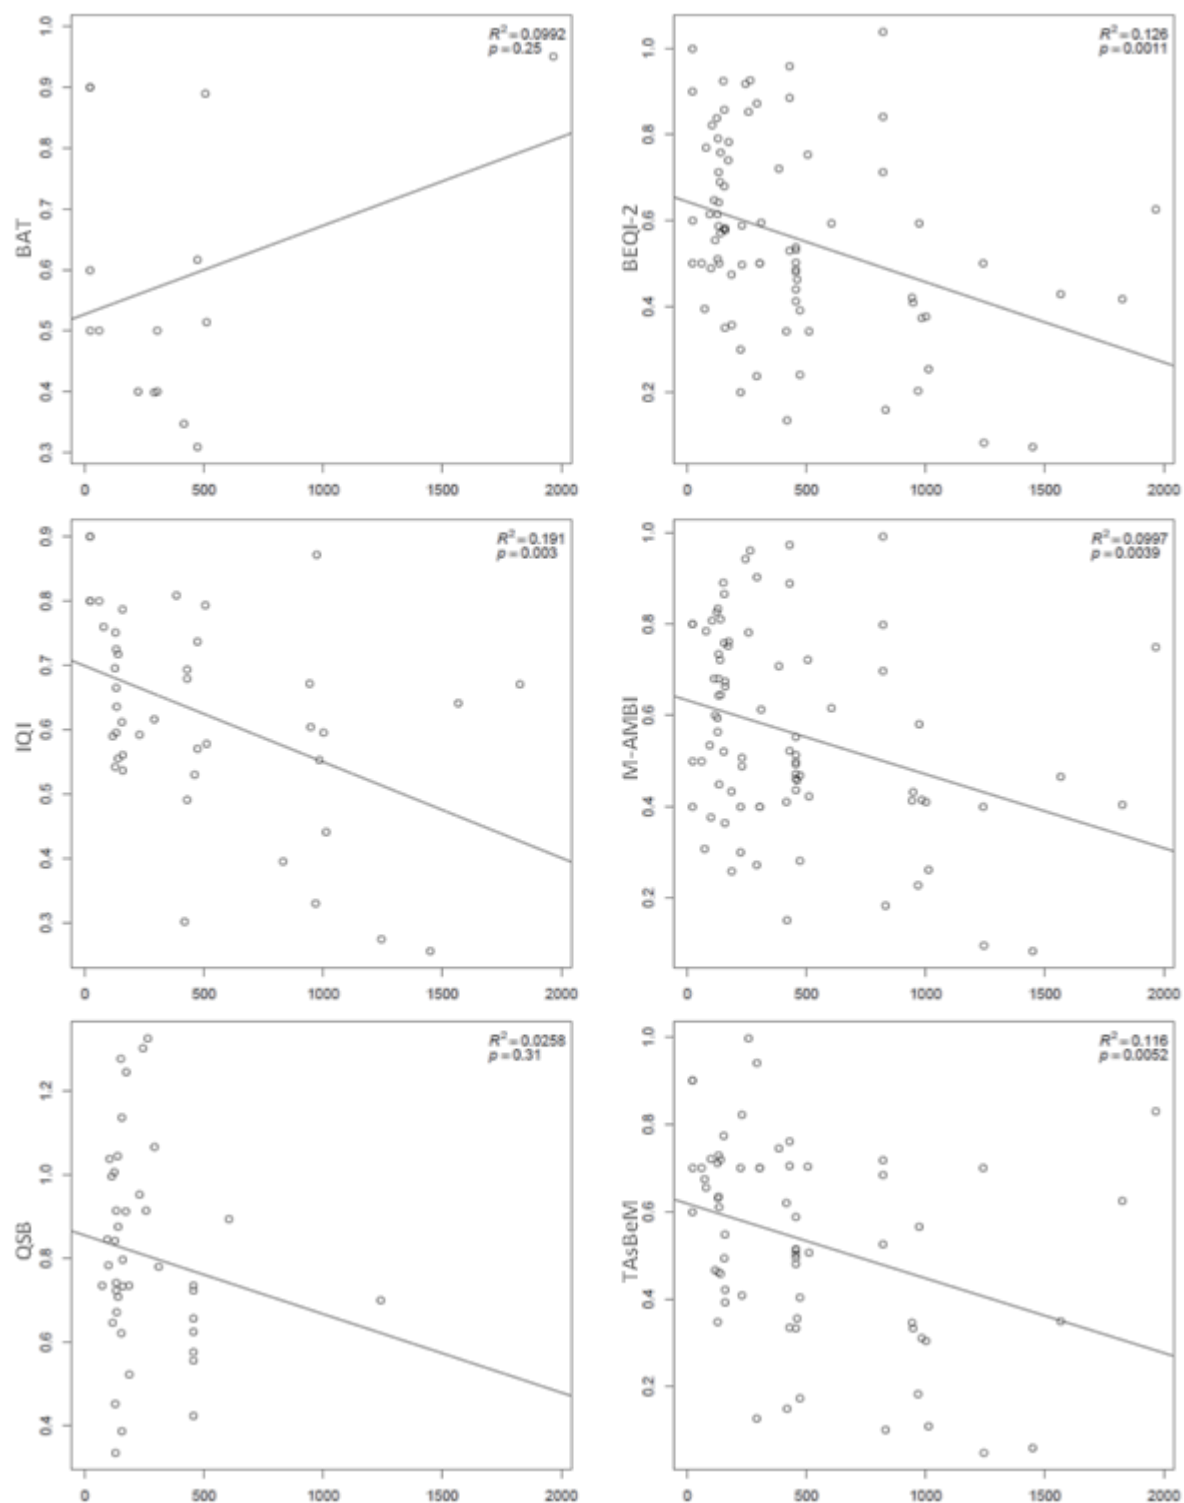 BAT
R² = 0.0992
p = 0.25
0.3 0.4 0.5 0.6 0.7 0.8 0.9 1.0
0 500 1000 1500 2000
BEQI-2
R² = 0.126
p = 0.0011
0.2 0.4 0.6 0.8 1.0
0 500 1000 1500 2000
IQI
R² = 0.191
p = 0.003
0.3 0.4 0.5 0.6 0.7 0.8 0.9
0 500 1000 1500 2000
M-AMBI
R² = 0.0997
p = 0.0039
0.2 0.4 0.6 0.8 1.0
0 500 1000 1500 2000
QSB
R² = 0.0258
p = 0.31
0.4 0.6 0.8 1.0 1.2
0 500 1000 1500 2000
TAsBeM
R² = 0.116
p = 0.0052
0.2 0.4 0.6 0.8 1.0
0 500 1000 1500 2000